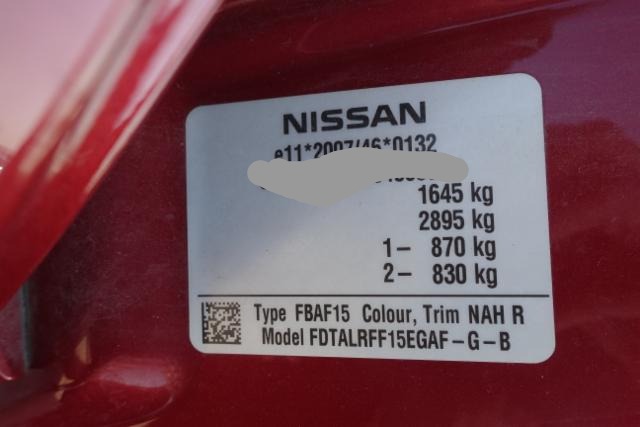 NISSAN
e11*2007/46*0132
1645 kg
2895 kg
1- 870 kg
2- 830 kg
Type FBAF15 Colour, Trim NAH R
Model FDTALRFF15EGAF-G-B